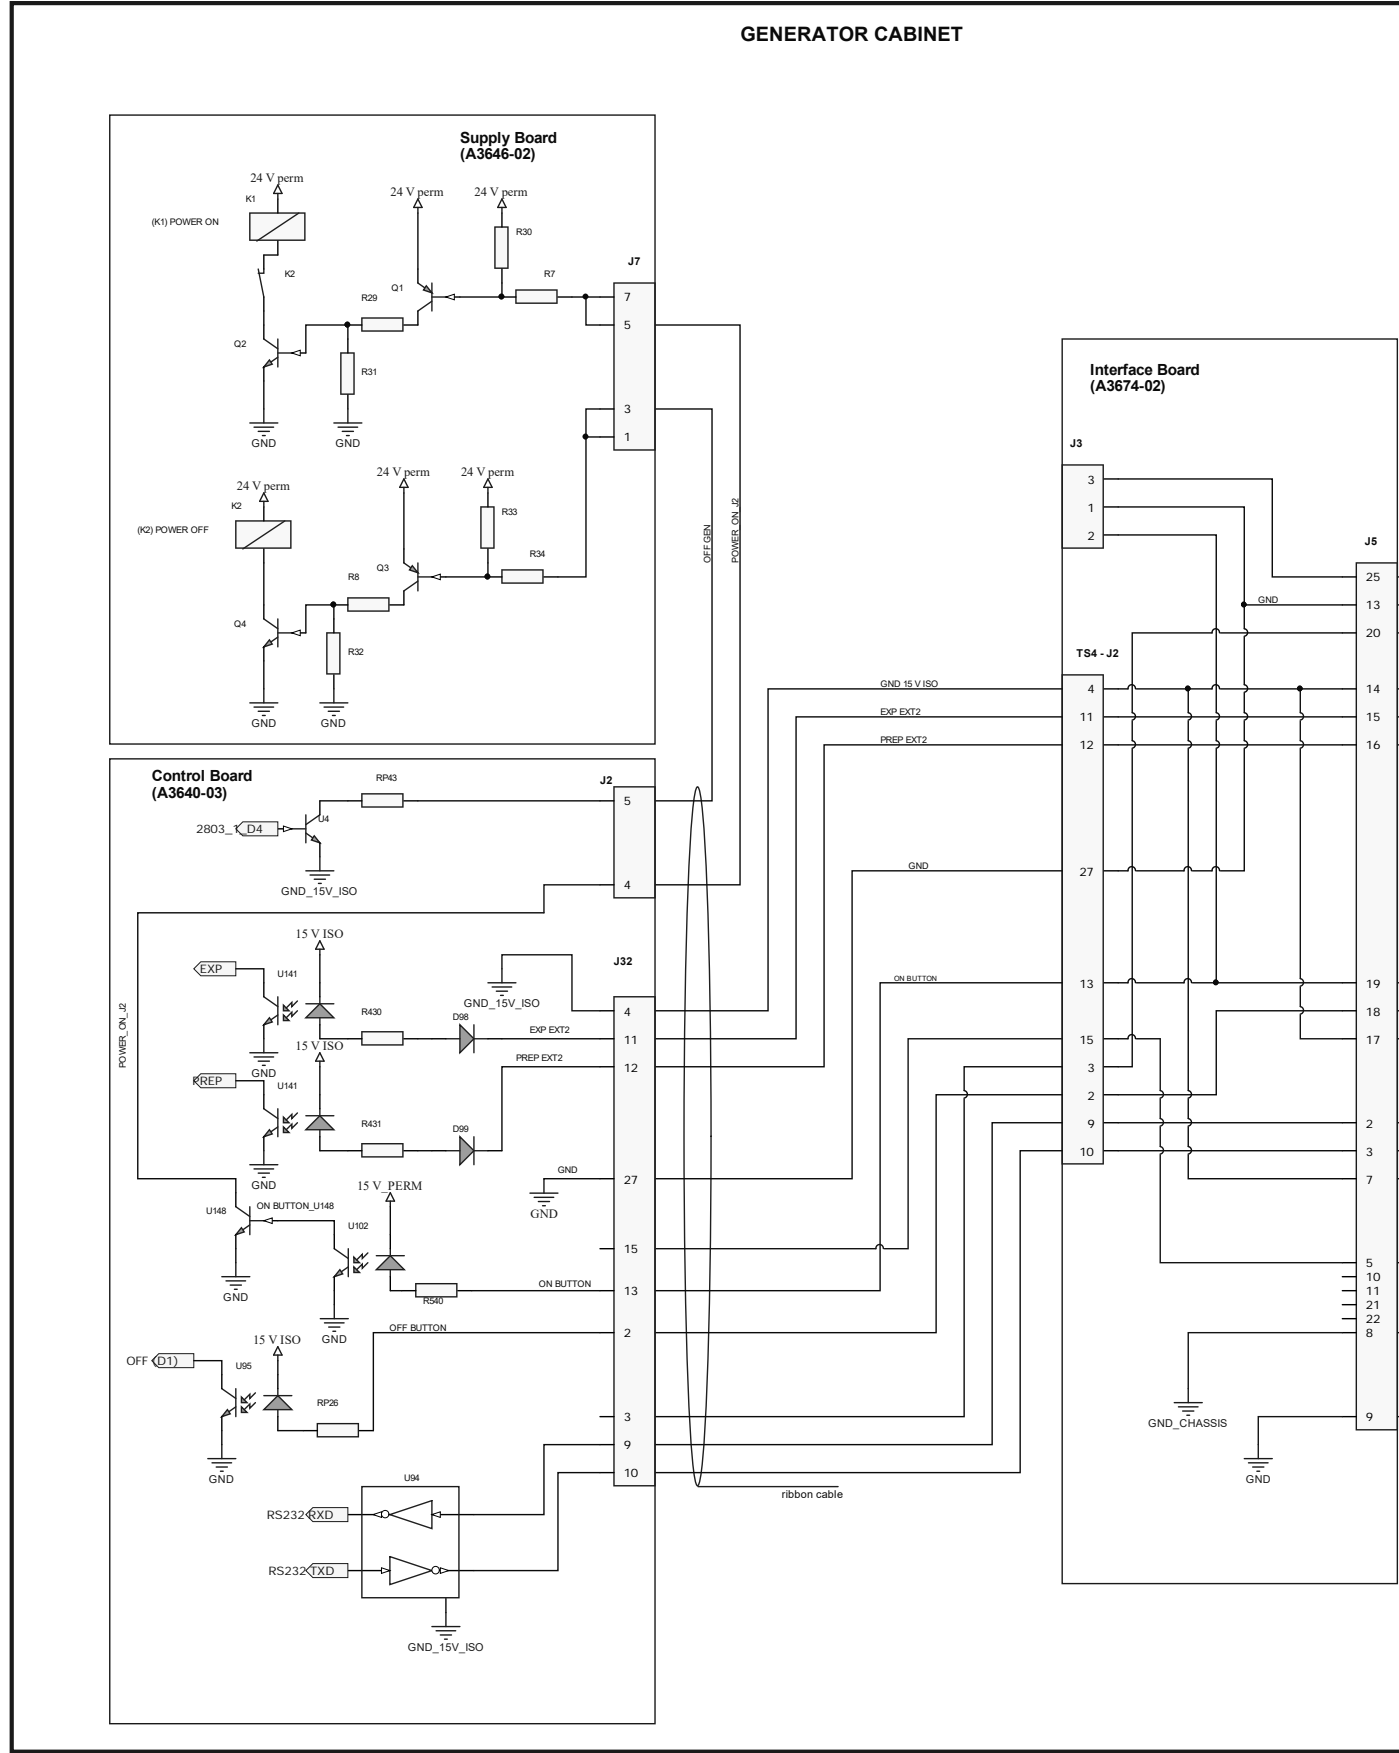 GENERATOR CABINET
Supply Board
(A3646-02)
24 V perm
K1
(K1) POWER ON
K2
24 V perm
24 V perm
R30
R7
J7
Q1
R29
7
5
Q2
R31
3
1
GND
GND
24 V perm
24 V perm
24 V perm
K2
(K2) POWER OFF
R33
R34
Q3
R8
Q4
R32
GND
GND
OFF GEN
POWER_ON_J2
Interface Board
(A3674-02)
J3
3
1
2
J5
25
13
GND
20
TS4 - J2
GND 15 V ISO
4
14
EXP EXT2
11
15
PREP EXT2
12
16
GND
27
ON BUTTON
13
19
18
15
17
3
2
9
2
10
3
7
5
10
11
21
22
8
9
GND_CHASSIS
GND
Control Board
(A3640-03)
RP43
J2
5
U4
2803_1_D4
GND_15V_ISO
4
15 V ISO
EXP
U141
J32
GND_15V_ISO
POWER_ON_J2
R430
D98
EXP EXT2
4
11
GND
15 V ISO
PREP EXT2
12
PREP
U141
R431
D99
GND
GND
27
GND
15 V_PERM
U148
ON BUTTON_U148
U102
15
ON BUTTON
13
R540
GND
GND
OFF BUTTON
2
15 V ISO
OFF (D1)
U95
RP26
3
9
10
GND
U94
ribbon cable
RS232 RXD
RS232 TXD
GND_15V_ISO